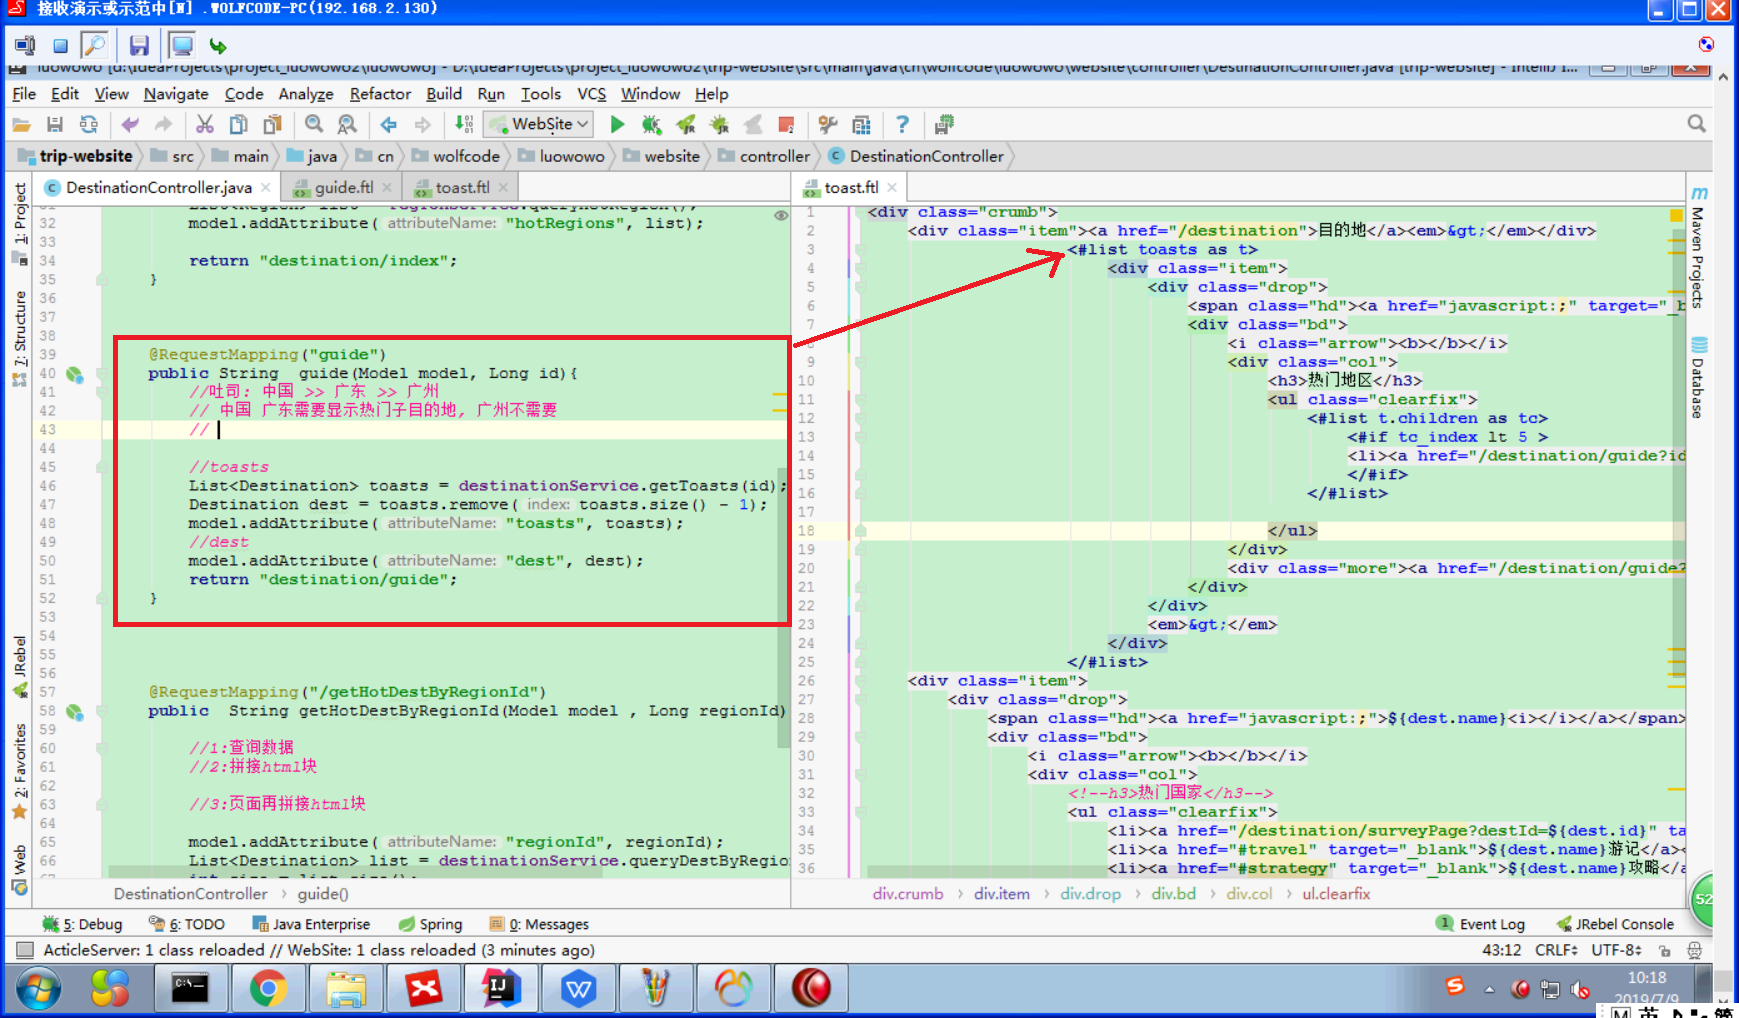 接收演示或示范中[N] .WOLFCODE-PC(192.168.2.130)
luowowo [d:\IdeaProjects\project_luowowo2\luowowo] - D:\IdeaProjects\project_luowowo2\trip-website\src\main\java\cn\wolfcode\luowowo\website\controller\DestinationController.java [trip-website] - IntelliJ I...
File Edit View Navigate Code Analyze Refactor Build Run Tools VCS Window Help
WebSite
trip-website src main java cn wolfcode luowowo website controller DestinationController
DestinationController.java guide.ftl toast.ftl
32 model.addAttribute( attributeName: "hotRegions", list);
33
34 return "destination/index";
35 }
36
37
38
39 @RequestMapping("guide")
40 public String guide(Model model, Long id){
41 //吐司: 中国 >> 广东 >> 广州
42 // 中国 广东需要显示热门子目的地, 广州不需要
43 //
44
45 //toasts
46 List<Destination> toasts = destinationService.getToasts(id);
47 Destination dest = toasts.remove( index: toasts.size() - 1);
48 model.addAttribute( attributeName: "toasts", toasts);
49 //dest
50 model.addAttribute( attributeName: "dest", dest);
51 return "destination/guide";
52 }
53
54
55
56
57 @RequestMapping("/getHotDestByRegionId")
58 public String getHotDestByRegionId(Model model , Long regionId)
59
60 //1:查询数据
61 //2:拼接html块
62
63 //3:页面再拼接html块
64
65 model.addAttribute( attributeName: "regionId", regionId);
66 List<Destination> list = destinationService.queryDestByRegio
DestinationController guide()
toast.ftl
1 <div class="crumb">
2 <div class="item"><a href="/destination">目的地</a><em>&gt;</em></div>
3 <#list toasts as t>
4 <div class="item">
5 <div class="drop">
6 <span class="hd"><a href="javascript:;" target="_b
7 <div class="bd">
8 <i class="arrow"><b></b></i>
9 <div class="col">
10 <h3>热门地区</h3>
11 <ul class="clearfix">
12 <#list t.children as tc>
13 <#if tc_index lt 5 >
14 <li><a href="/destination/guide?id
15 </#if>
16 </#list>
17
18 </ul>
19 </div>
20 <div class="more"><a href="/destination/guide?
21 </div>
22 </div>
23 <em>&gt;</em>
24 </div>
25 </#list>
26 <div class="item">
27 <div class="drop">
28 <span class="hd"><a href="javascript:;">${dest.name}<i></i></a></span>
29 <div class="bd">
30 <i class="arrow"><b></b></i>
31 <div class="col">
32 <!--h3>热门国家</h3-->
33 <ul class="clearfix">
34 <li><a href="/destination/surveyPage?destId=${dest.id}" ta
35 <li><a href="#travel" target="_blank">${dest.name}游记</a>
36 <li><a href="#strategy" target="_blank">${dest.name}攻略</a
div.crumb div.item div.drop div.bd div.col ul.clearfix
1: Project
7: Structure
JRebel
2: Favorites
Web
Maven Projects
Database
52
5: Debug 6: TODO Java Enterprise Spring 0: Messages 1 Event Log JRebel Console
ActicleServer: 1 class reloaded // WebSite: 1 class reloaded (3 minutes ago) 43:12 CRLF UTF-8
10:18
2019/7/9